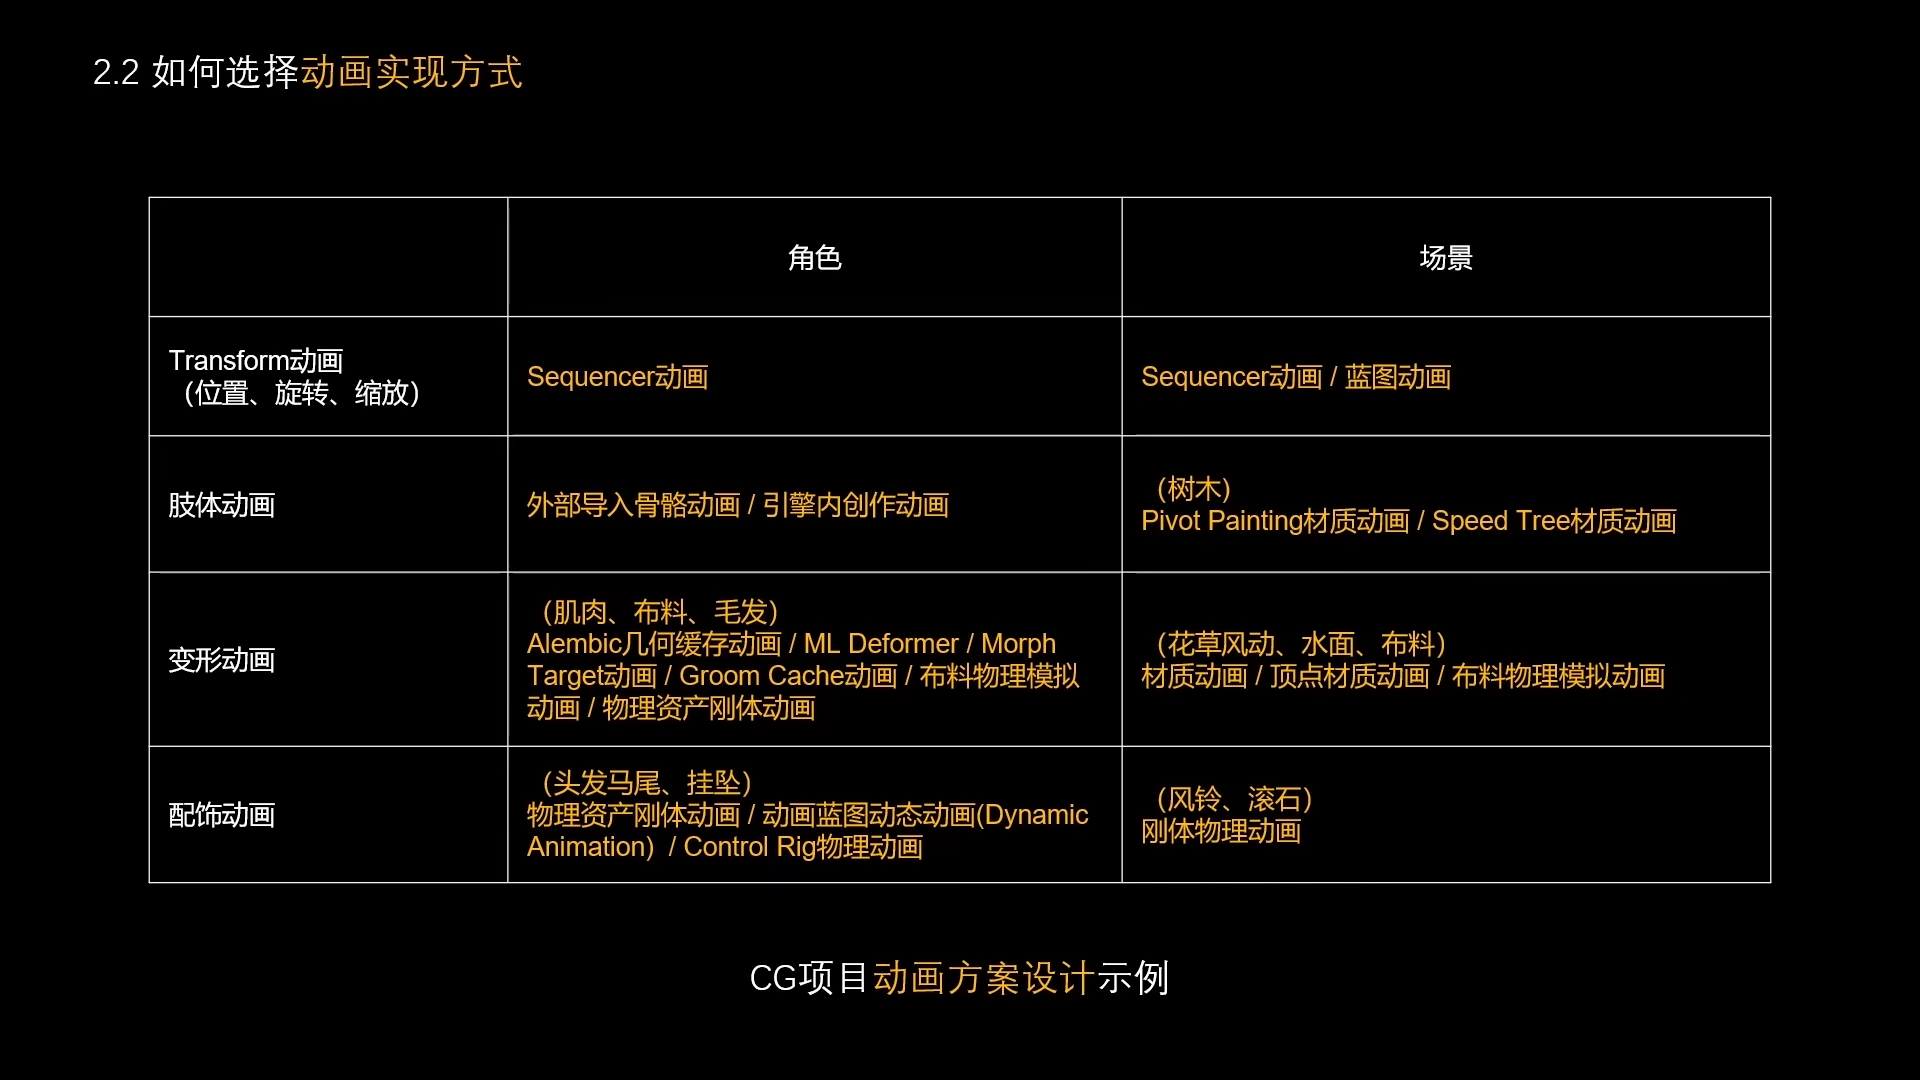 2.2 如何选择动画实现方式
角色
场景
Transform动画
（位置、旋转、缩放）
Sequencer动画
Sequencer动画 / 蓝图动画
肢体动画
外部导入骨骼动画 / 引擎内创作动画
（树木)
Pivot Painting材质动画 / Speed Tree材质动画
变形动画
（肌肉、布料、毛发）
Alembic几何缓存动画 / ML Deformer / Morph
Target动画 / Groom Cache动画 / 布料物理模拟
动画 / 物理资产刚体动画
（花草风动、水面、布料）
材质动画 / 顶点材质动画 / 布料物理模拟动画
配饰动画
（头发马尾、挂坠）
物理资产刚体动画 / 动画蓝图动态动画(Dynamic
Animation）/ Control Rig物理动画
（风铃、滚石）
刚体物理动画
CG项目动画方案设计示例